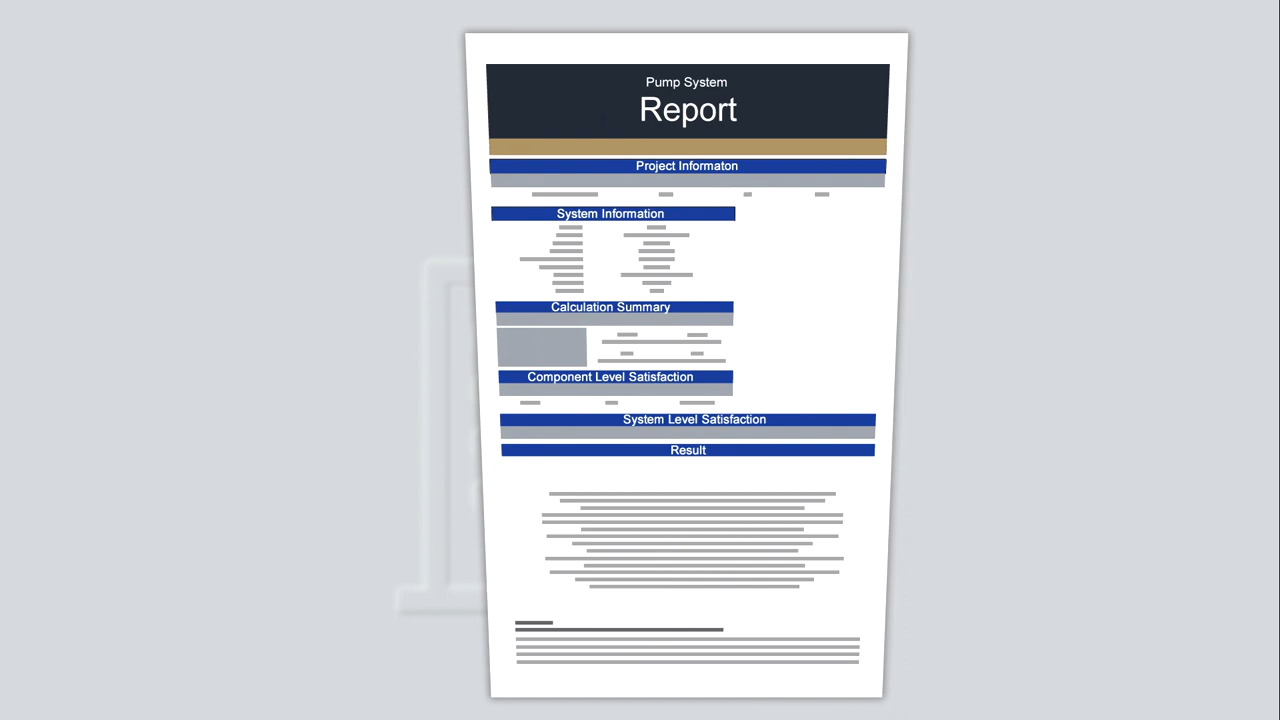 Pump System
Report
Project Informaton
System Information
Calculation Summary
Component Level Satisfaction
System Level Satisfaction
Result